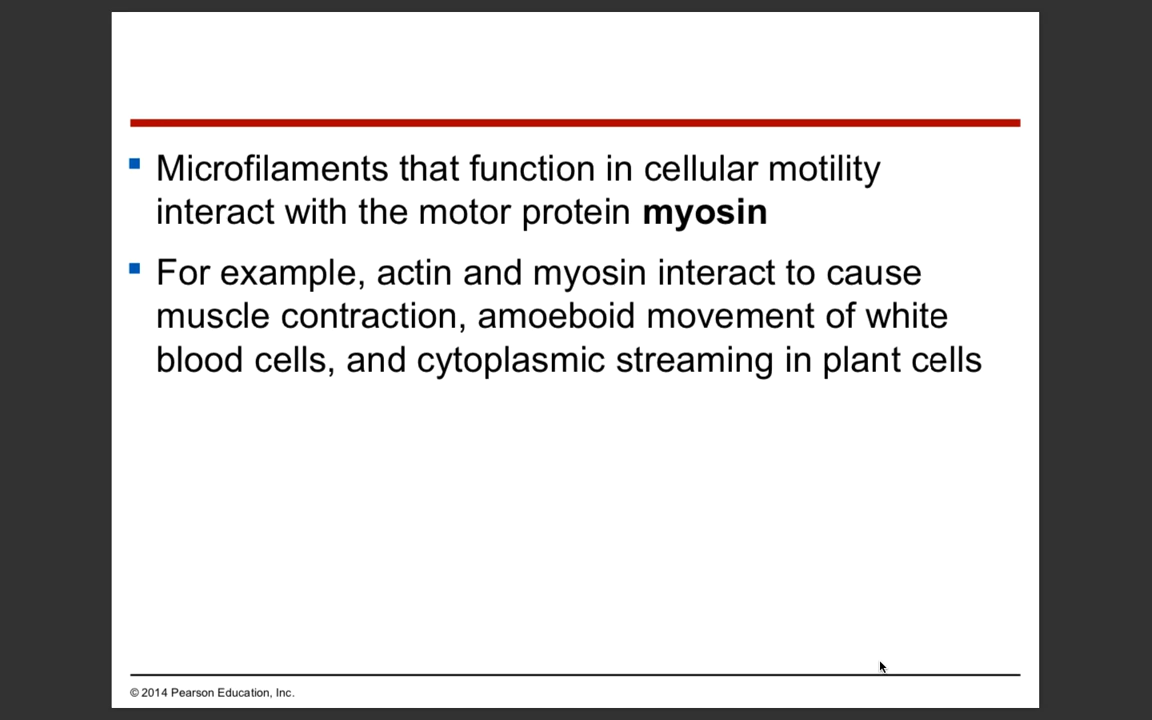 Microfilaments that function in cellular motility
interact with the motor protein myosin
For example, actin and myosin interact to cause
muscle contraction, amoeboid movement of white
blood cells, and cytoplasmic streaming in plant cells
© 2014 Pearson Education, Inc.